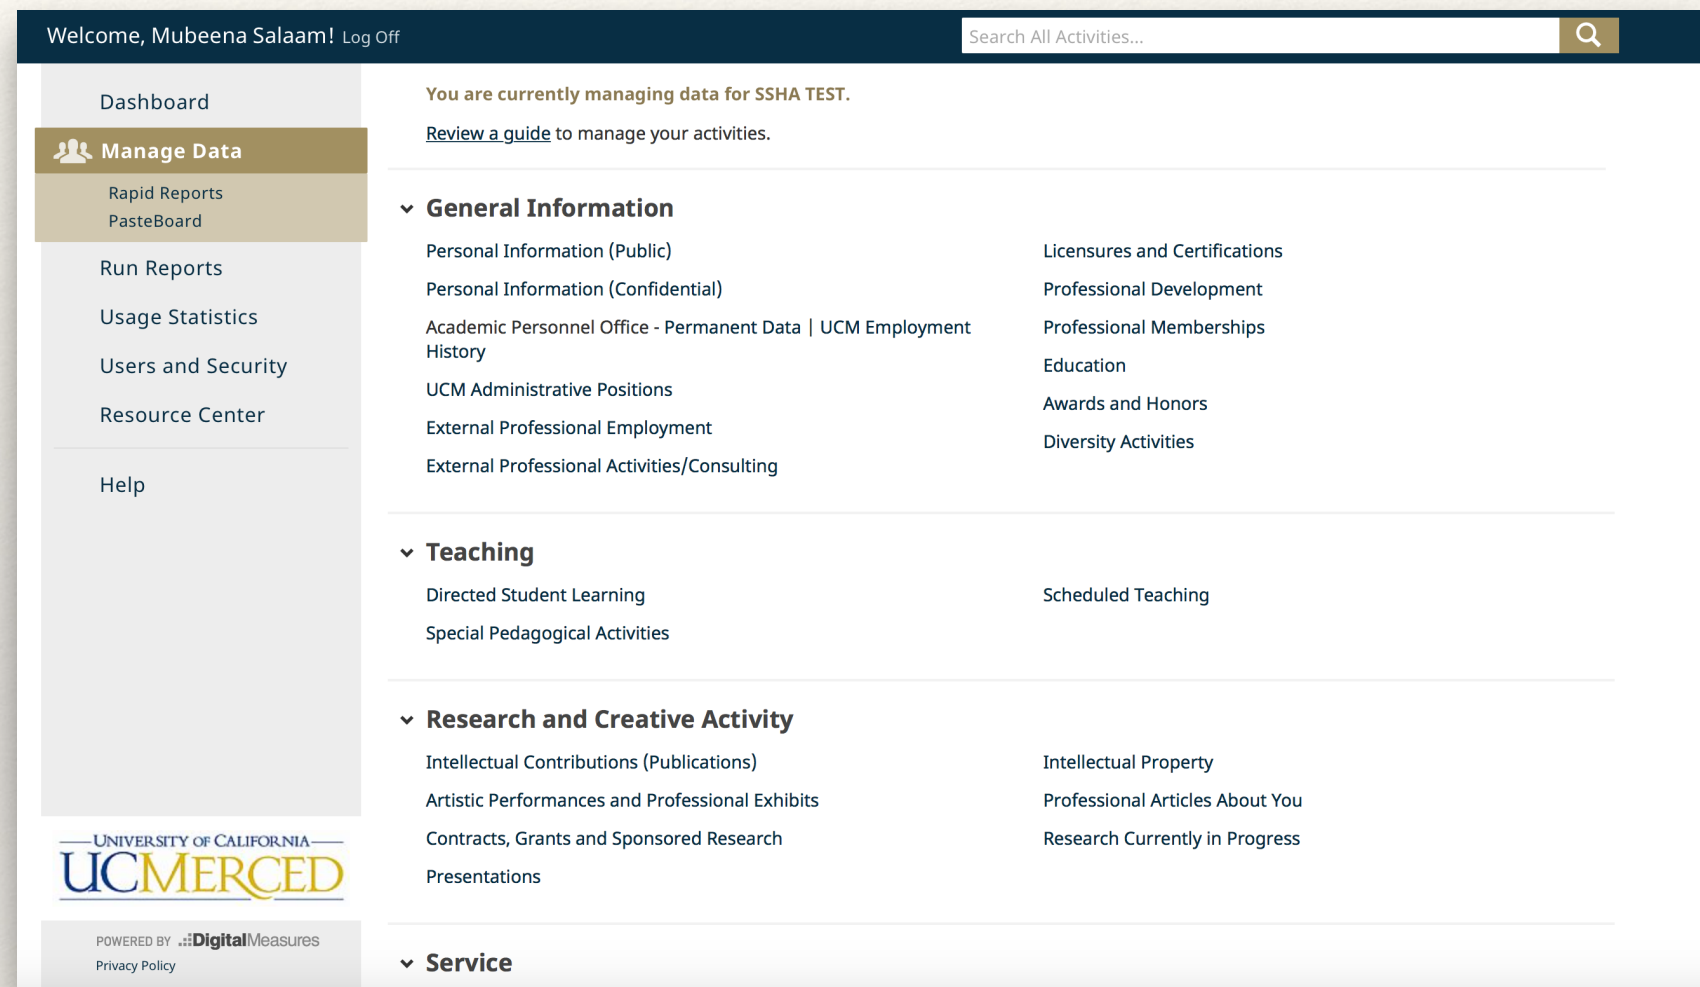 Welcome, Mubeena Salaam! Log Off
Search All Activities...
Dashboard
Manage Data
Rapid Reports
PasteBoard
Run Reports
Usage Statistics
Users and Security
Resource Center
Help
UNIVERSITY OF CALIFORNIA
UCMERCED
POWERED BY DigitalMeasures
Privacy Policy
You are currently managing data for SSHA TEST.
Review a guide to manage your activities.
General Information
Personal Information (Public)
Personal Information (Confidential)
Academic Personnel Office - Permanent Data | UCM Employment
History
UCM Administrative Positions
External Professional Employment
External Professional Activities/Consulting
Licensures and Certifications
Professional Development
Professional Memberships
Education
Awards and Honors
Diversity Activities
Teaching
Directed Student Learning
Special Pedagogical Activities
Scheduled Teaching
Research and Creative Activity
Intellectual Contributions (Publications)
Artistic Performances and Professional Exhibits
Contracts, Grants and Sponsored Research
Presentations
Intellectual Property
Professional Articles About You
Research Currently in Progress
Service